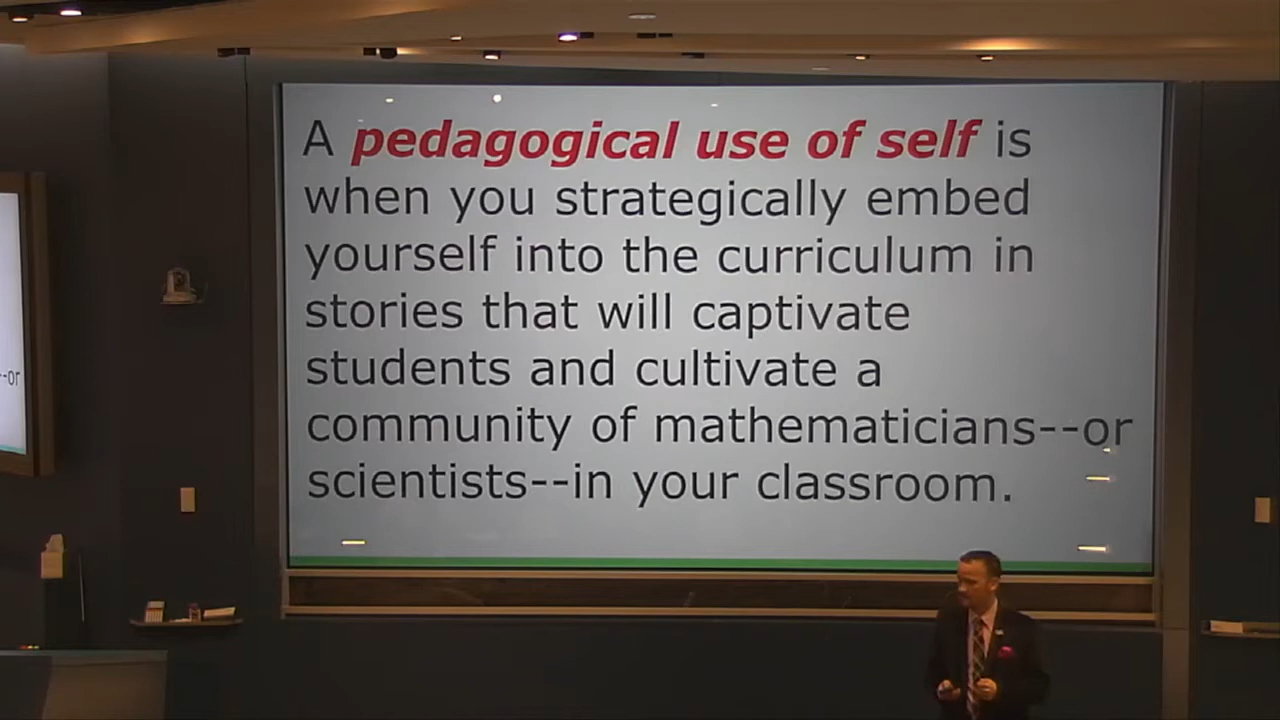 A pedagogical use of self is
when you strategically embed
yourself into the curriculum in
stories that will captivate
students and cultivate a
community of mathematicians--or
scientists--in your classroom.
--or